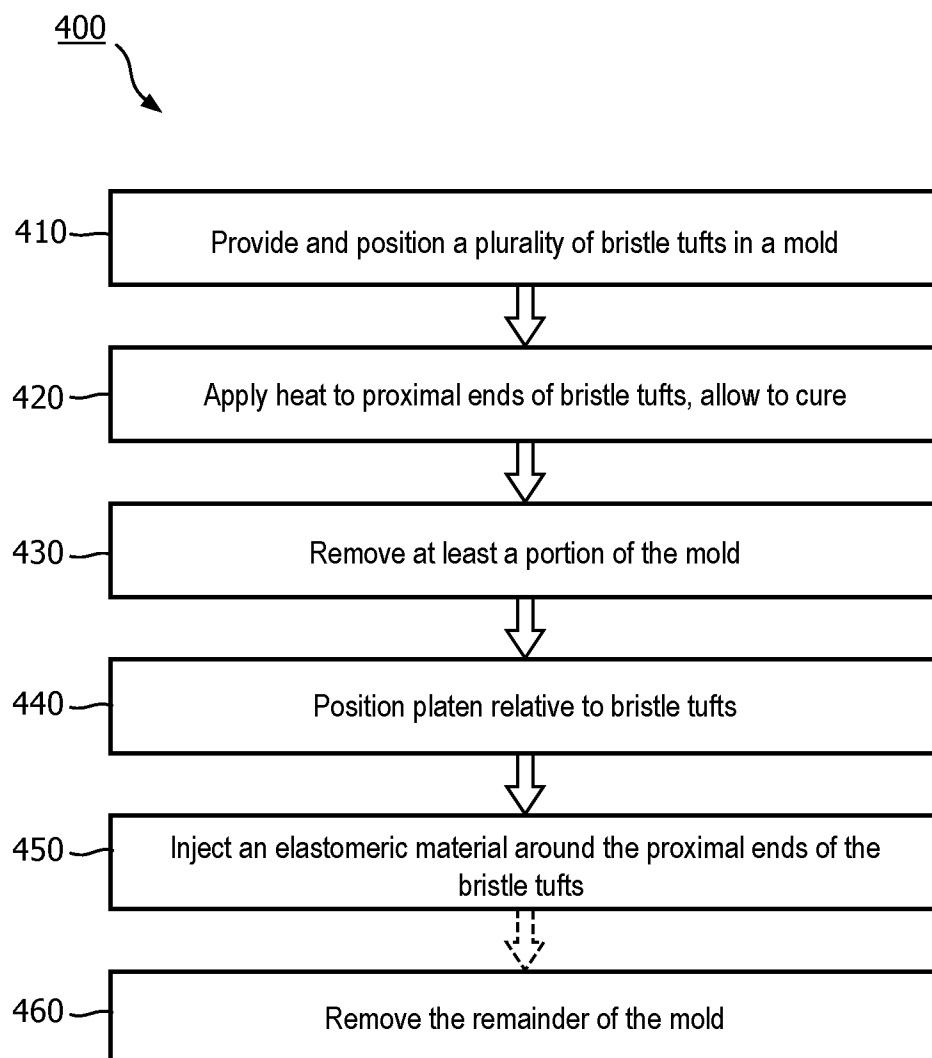 400
410
Provide and position a plurality of bristle tufts in a mold
420
Apply heat to proximal ends of bristle tufts, allow to cure
430
Remove at least a portion of the mold
440
Position platen relative to bristle tufts
450
Inject an elastomeric material around the proximal ends of the
bristle tufts
460
Remove the remainder of the mold